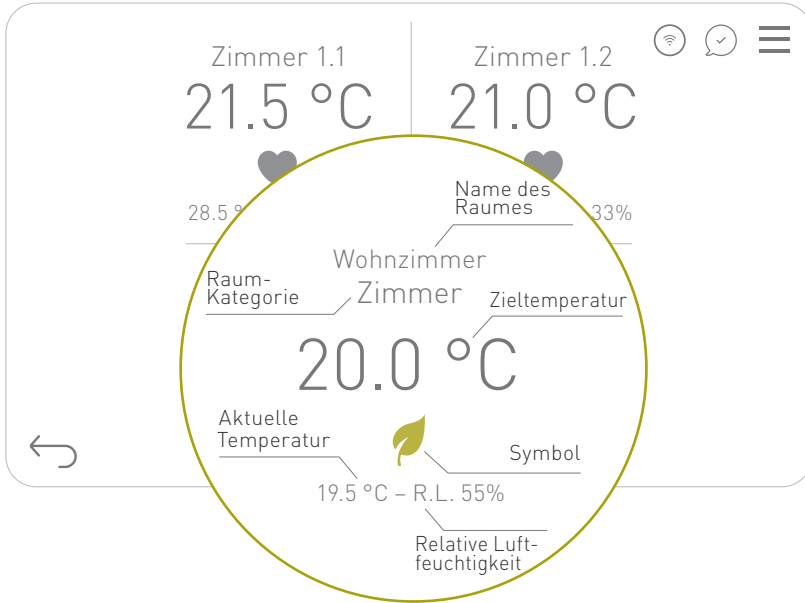 Zimmer 1.1
Zimmer 1.2
21.5 °C
21.0 °C
28.5 °
33%
Name des
Raumes
Wohnzimmer
Raum-
Kategorie
Zimmer
Zieltemperatur
20.0 °C
Aktuelle
Temperatur
Symbol
19.5 °C – R.L. 55%
Relative Luft-
feuchtigkeit